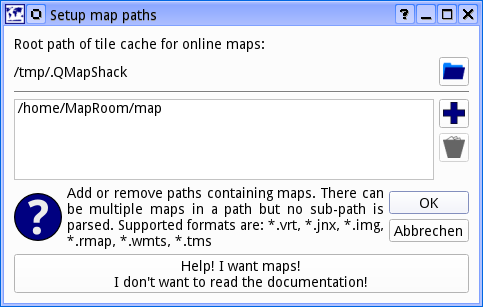 Setup map paths
Root path of tile cache for online maps:
/tmp/.QMapShack
/home/MapRoom/map
Add or remove paths containing maps. There can
be multiple maps in a path but no sub-path is
parsed. Supported formats are: *.vrt, *.jnx, *.img,
*.rmap, *.wmts, *.tms
OK
Abbrechen
Help! I want maps!
I don't want to read the documentation!